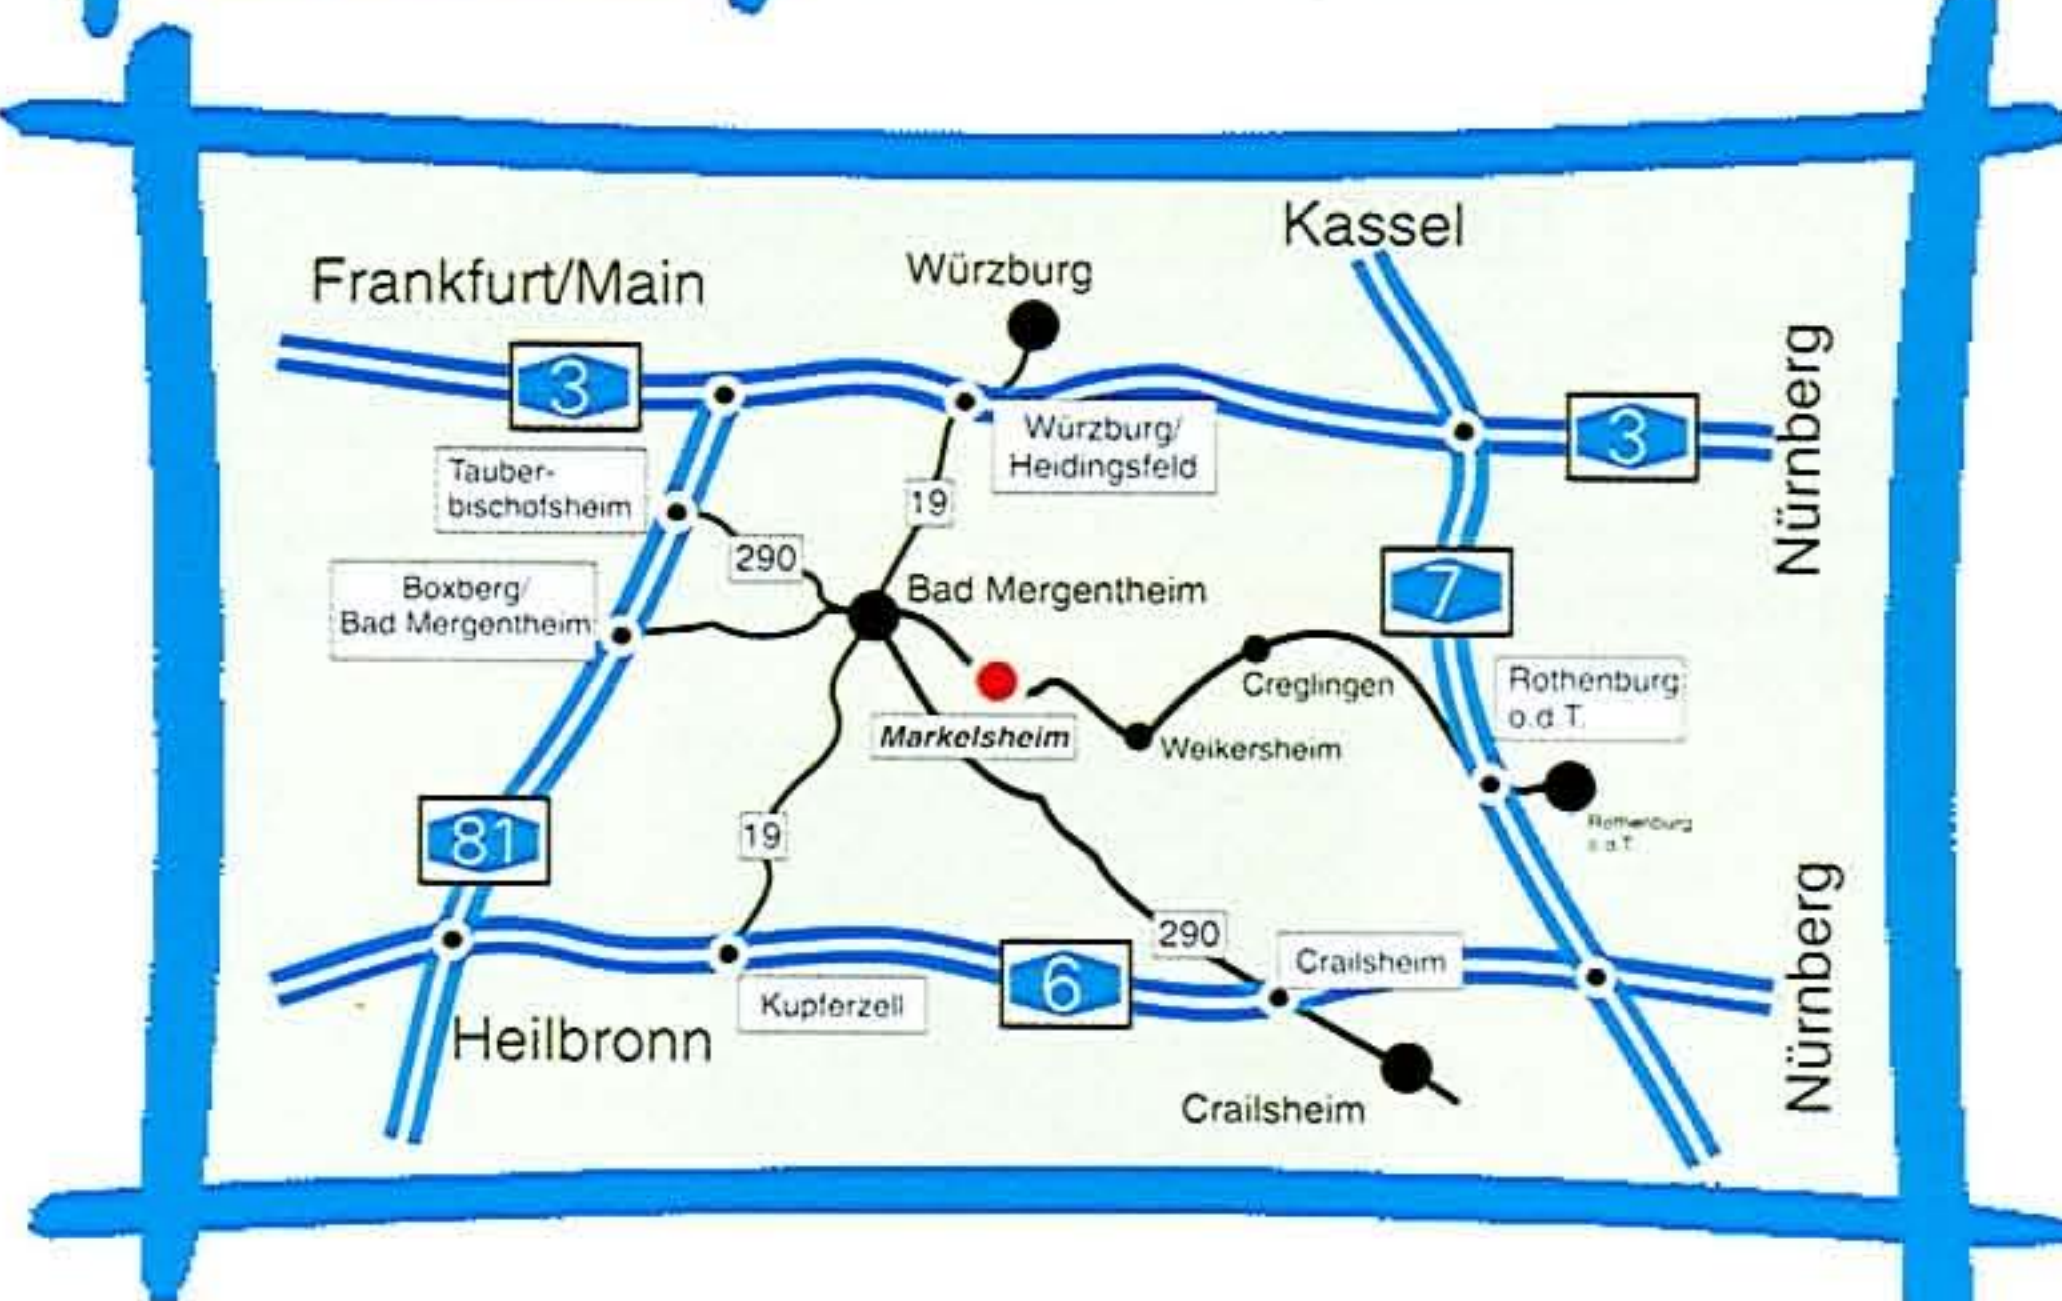 Kassel
Frankfurt/Main
Würzburg
Nürnberg
3
3
Würzburg/
Heidingsfeld
Tauber-
bischofsheim
19
290
Boxberg/
Bad Mergentheim
Bad Mergentheim
7
Creglingen
Rothenburg
o.d.T.
Markelsheim
Weikersheim
Rothenburg
o.d.T.
81
19
290
Crailsheim
Nürnberg
6
Kupferzell
Heilbronn
Crailsheim